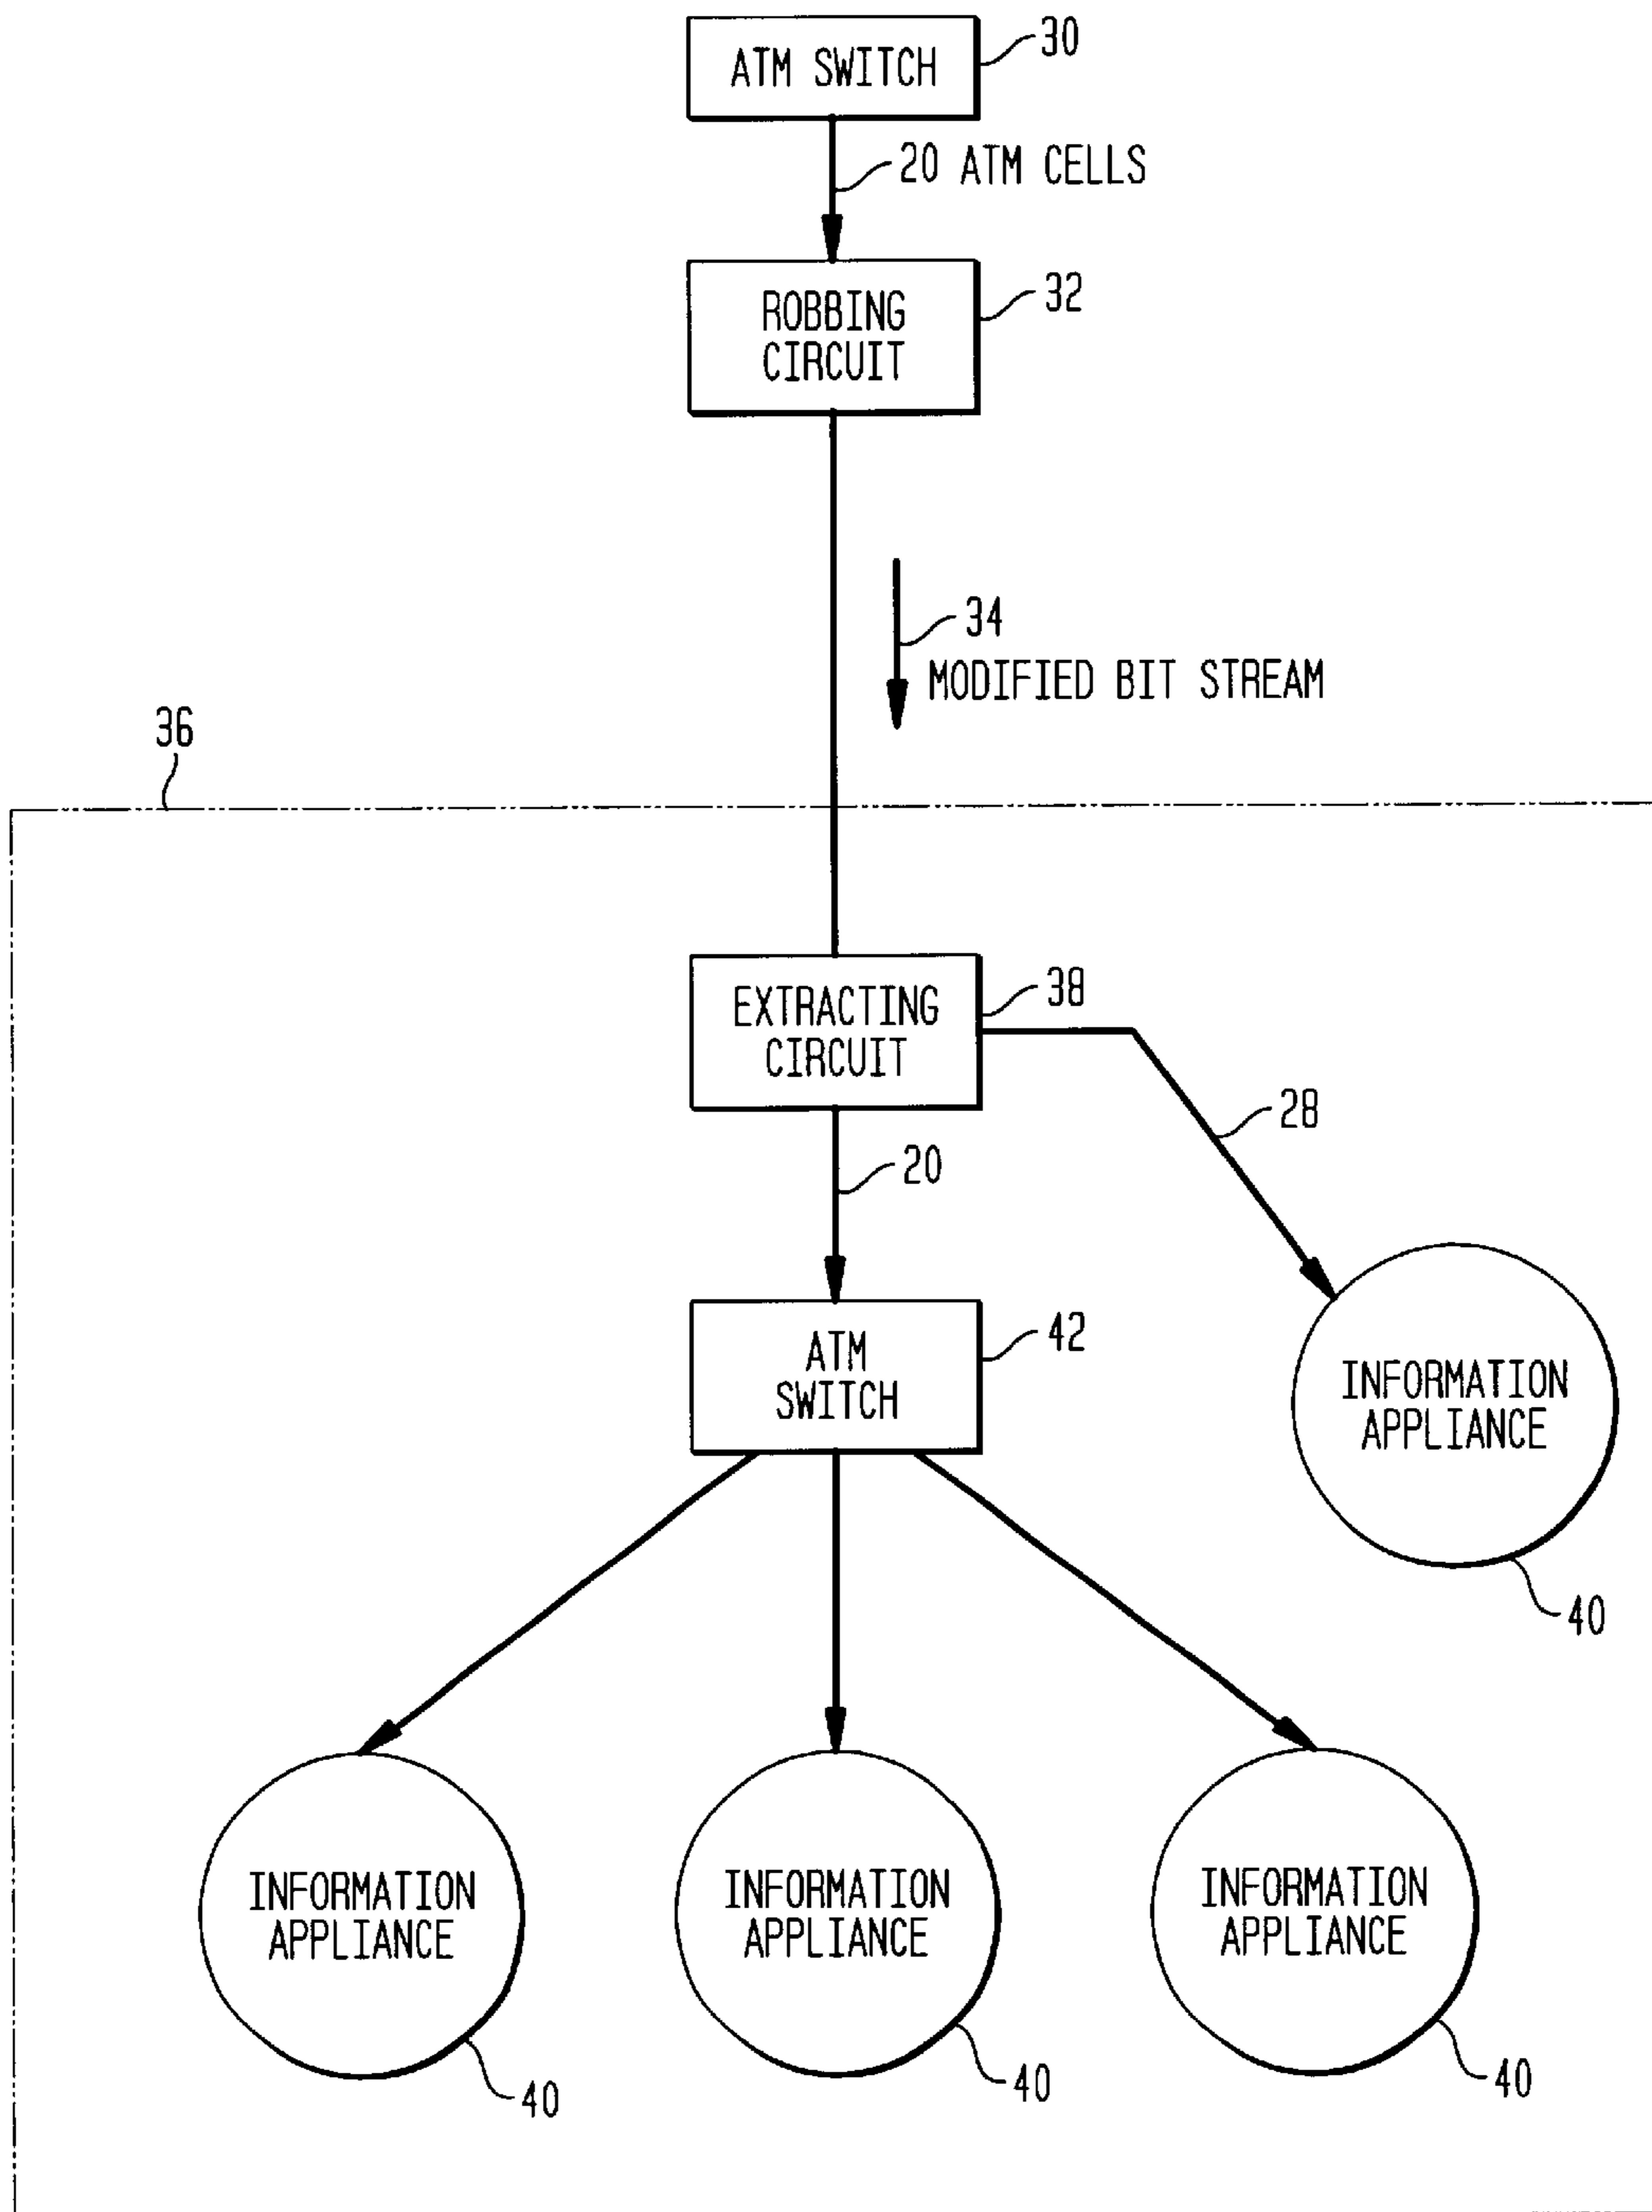 ATM SWITCH
30
20 ATM CELLS
ROBBING
CIRCUIT
32
34
MODIFIED BIT STREAM
36
EXTRACTING
CIRCUIT
38
28
20
ATM
SWITCH
42
INFORMATION
APPLIANCE
40
INFORMATION
APPLIANCE
40
INFORMATION
APPLIANCE
40
INFORMATION
APPLIANCE
40